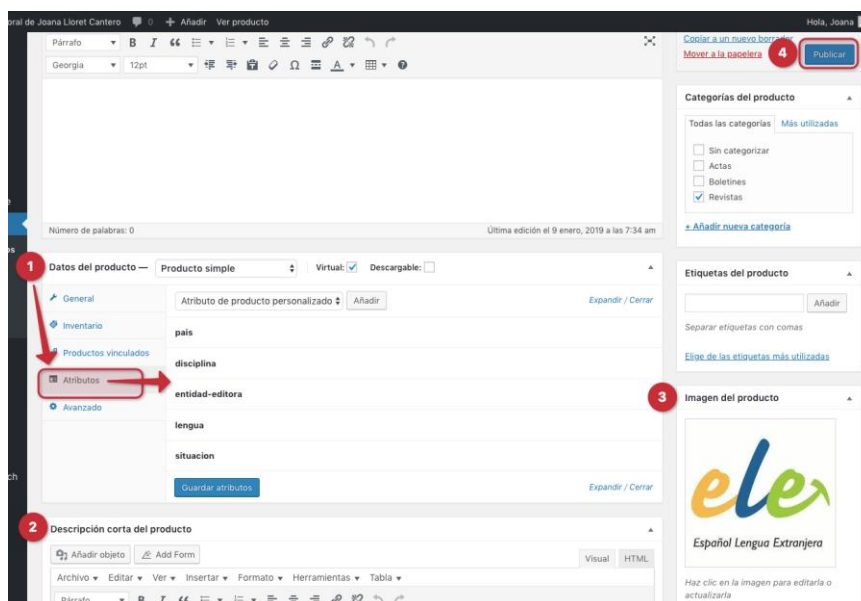 oral de Joana Lloret Cantero 0 + Añadir Ver producto Hola, Joana
Párrafo B I
Georgia 12pt Ω A
Número de palabras: 0 Última edición el 9 enero, 2019 a las 7:34 am
1
Datos del producto — Producto simple Virtual: Descargable:
General
Inventario
Productos vinculados
Atributos
Avanzado
Atributo de producto personalizado Añadir Expandir / Cerrar
pais
disciplina
entidad-editora
lengua
situacion
Guardar atributos Expandir / Cerrar
2
Descripción corta del producto
Añadir objeto Add Form Visual HTML
Archivo Editar Ver Insertar Formato Herramientas Tabla
Párrafo B I
Copiar a un nuevo borrador
Mover a la papelera 4 Publicar
Categorías del producto
Todas las categorías Más utilizadas
Sin categorizar
Actas
Boletines
Revistas
+ Añadir nueva categoría
Etiquetas del producto
Añadir
Separar etiquetas con comas
Elige de las etiquetas más utilizadas
3 Imagen del producto
ele
Español Lengua Extranjera
Haz clic en la imagen para editarla o
actualizarla